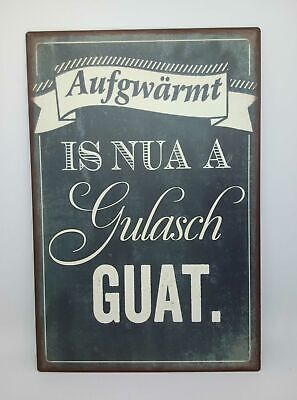 Aufgwärmt
IS NUA A
Gulasch
GUAT.